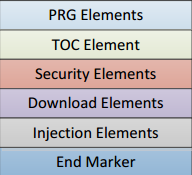 PRG Elements
TOC Element
Security Elements
Download Elements
Injection Elements
End Marker